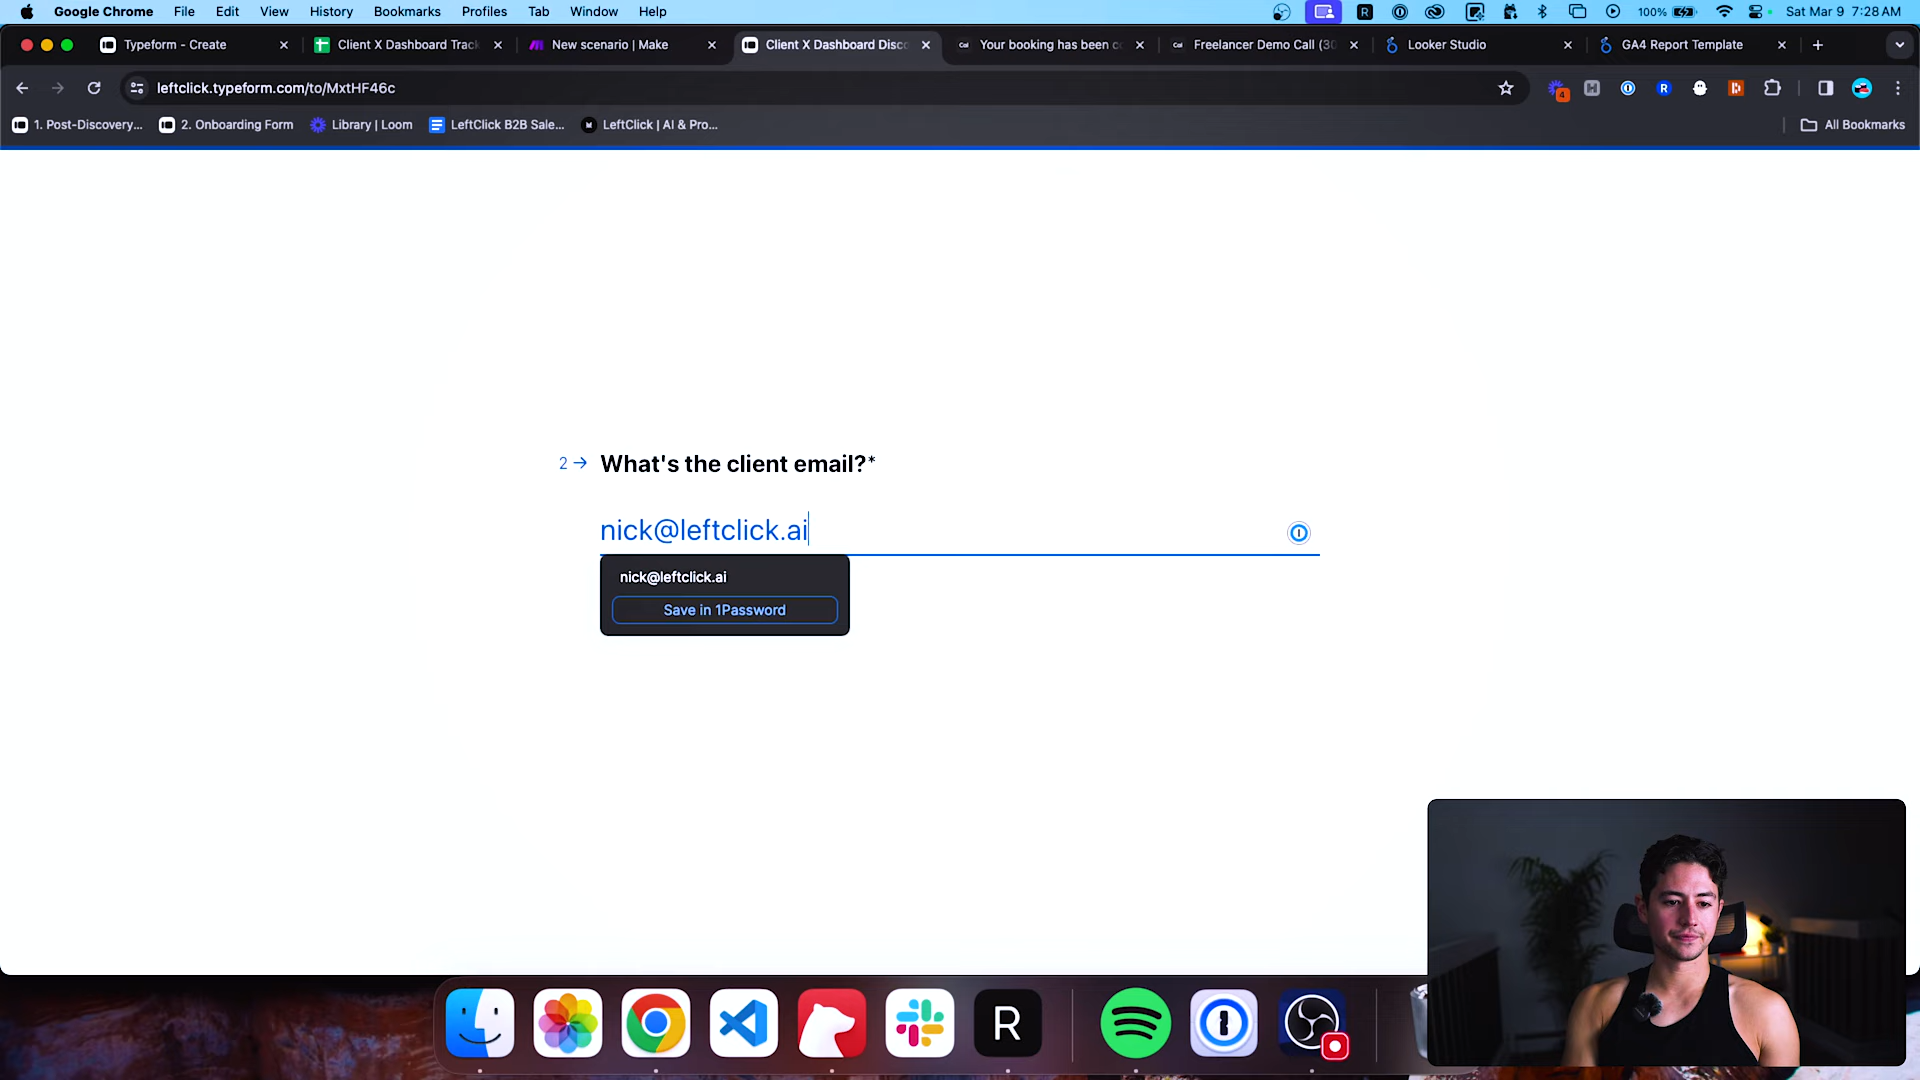 Google Chrome File Edit View History Bookmarks Profiles Tab Window Help 100% Sat Mar 9 7:28 AM
Typeform - Create Client X Dashboard Track New scenario | Make Client X Dashboard Disco Your booking has been co Freelancer Demo Call (30 Looker Studio GA4 Report Template
leftclick.typeform.com/to/MxtHF46c
4
1. Post-Discovery... 2. Onboarding Form Library | Loom LeftClick B2B Sale... LeftClick | AI & Pro... All Bookmarks
2 → What's the client email?*
nick@leftclick.ai
nick@leftclick.ai
Save in 1Password
R